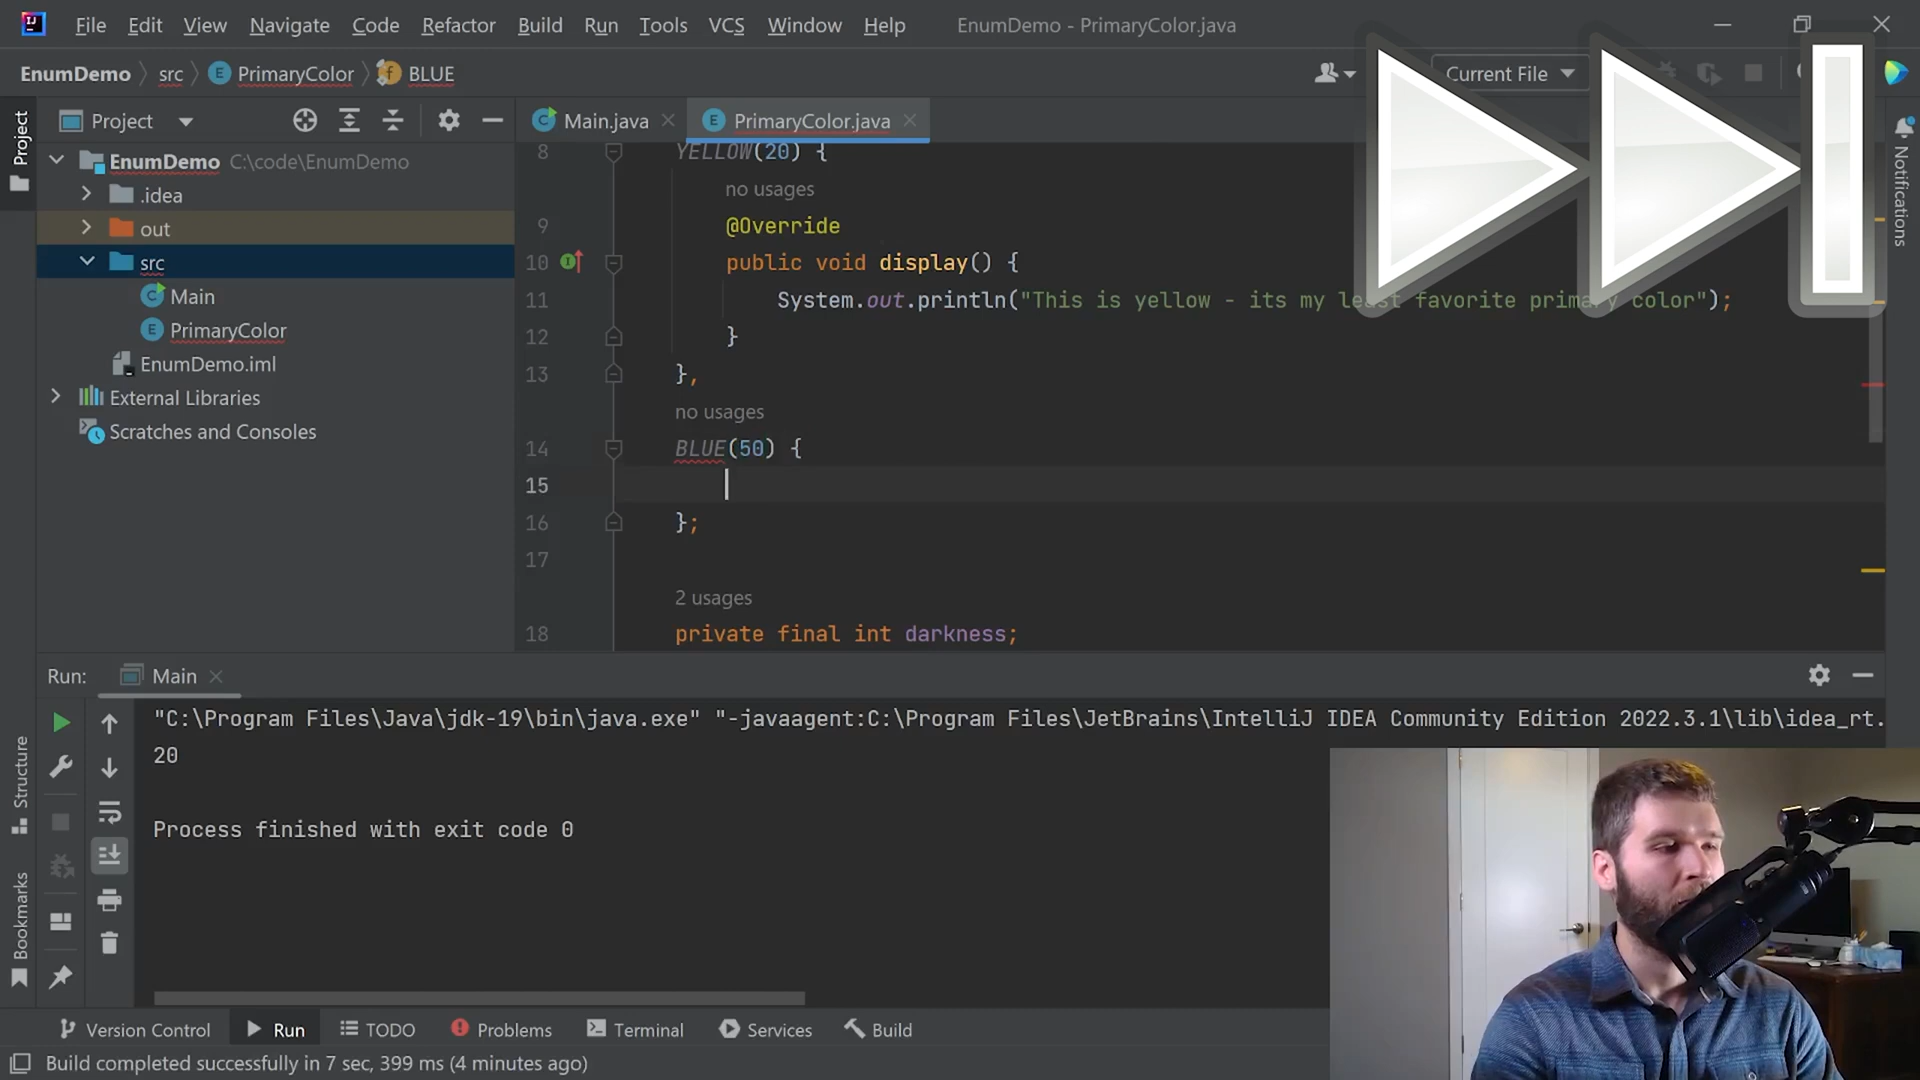 File Edit View Navigate Code Refactor Build Run Tools VCS Window Help EnumDemo - PrimaryColor.java
EnumDemo src PrimaryColor BLUE Current File
Project
Project
Main.java PrimaryColor.java
Notifications
EnumDemo C:\code\EnumDemo
.idea
out
src
Main
PrimaryColor
EnumDemo.iml
External Libraries
Scratches and Consoles
8 YELLOW(20) {
no usages
9 @Override
10 public void display() {
11 System.out.println("This is yellow - its my least favorite primary color");
12 }
13 },
no usages
14 BLUE(50) {
15
16 };
17
2 usages
18 private final int darkness;
Run: Main
"C:\Program Files\Java\jdk-19\bin\java.exe" "-javaagent:C:\Program Files\JetBrains\IntelliJ IDEA Community Edition 2022.3.1\lib\idea_rt.
20
Process finished with exit code 0
Structure
Bookmarks
Version Control Run TODO Problems Terminal Services Build
Build completed successfully in 7 sec, 399 ms (4 minutes ago)